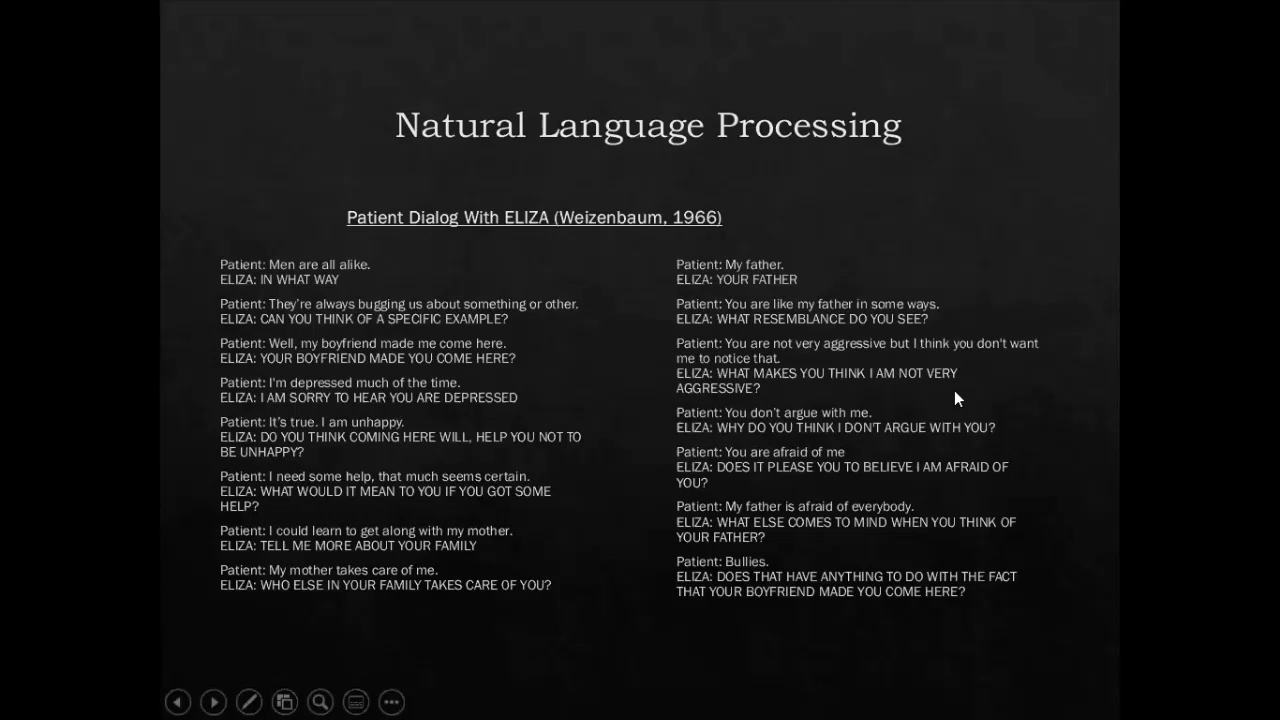 Natural Language Processing
Patient Dialog With ELIZA (Weizenbaum, 1966)
Patient: Men are all alike.
ELIZA: IN WHAT WAY
Patient: They're always bugging us about something or other.
ELIZA: CAN YOU THINK OF A SPECIFIC EXAMPLE?
Patient: Well, my boyfriend made me come here.
ELIZA: YOUR BOYFRIEND MADE YOU COME HERE?
Patient: I'm depressed much of the time.
ELIZA: I AM SORRY TO HEAR YOU ARE DEPRESSED
Patient: It's true. I am unhappy.
ELIZA: DO YOU THINK COMING HERE WILL, HELP YOU NOT TO
BE UNHAPPY?
Patient: I need some help, that much seems certain.
ELIZA: WHAT WOULD IT MEAN TO YOU IF YOU GOT SOME
HELP?
Patient: I could learn to get along with my mother.
ELIZA: TELL ME MORE ABOUT YOUR FAMILY
Patient: My mother takes care of me.
ELIZA: WHO ELSE IN YOUR FAMILY TAKES CARE OF YOU?
Patient: My father.
ELIZA: YOUR FATHER
Patient: You are like my father in some ways.
ELIZA: WHAT RESEMBLANCE DO YOU SEE?
Patient: You are not very aggressive but I think you don't want
me to notice that.
ELIZA: WHAT MAKES YOU THINK I AM NOT VERY
AGGRESSIVE?
Patient: You don't argue with me.
ELIZA: WHY DO YOU THINK I DON'T ARGUE WITH YOU?
Patient: You are afraid of me
ELIZA: DOES IT PLEASE YOU TO BELIEVE I AM AFRAID OF
YOU?
Patient: My father is afraid of everybody.
ELIZA: WHAT ELSE COMES TO MIND WHEN YOU THINK OF
YOUR FATHER?
Patient: Bullies.
ELIZA: DOES THAT HAVE ANYTHING TO DO WITH THE FACT
THAT YOUR BOYFRIEND MADE YOU COME HERE?